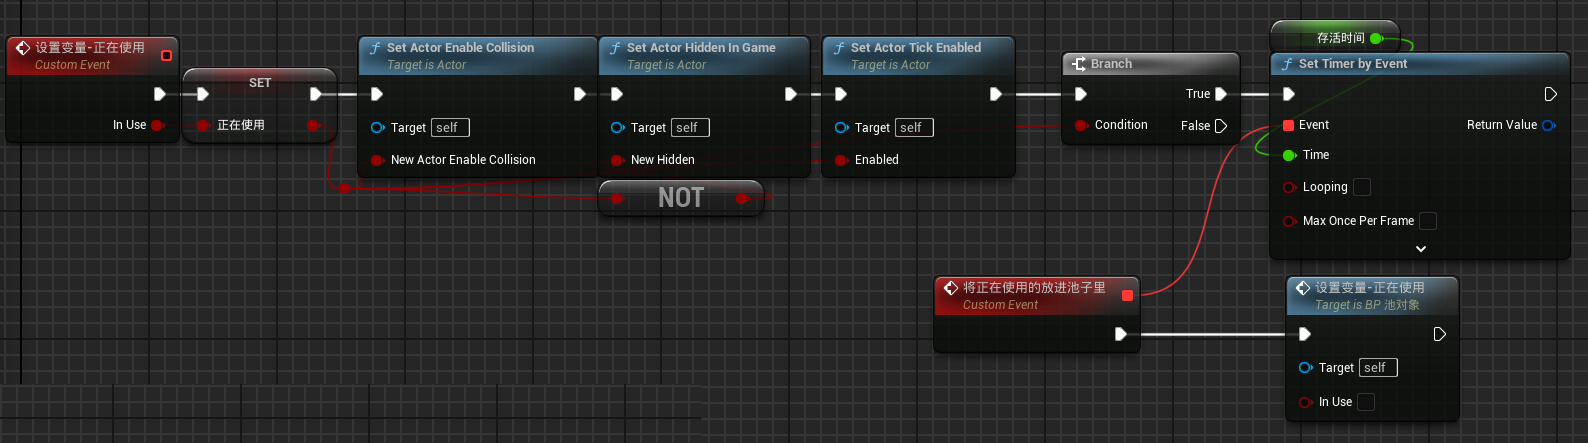 设置变量-正在使用
Custom Event
In Use
SET
正在使用
Set Actor Enable Collision
Target is Actor
Target self
New Actor Enable Collision
Set Actor Hidden In Game
Target is Actor
Target self
New Hidden
NOT
Set Actor Tick Enabled
Target is Actor
Target self
Enabled
Branch
True
Condition
False
存活时间
Set Timer by Event
Event
Return Value
Time
Looping
Max Once Per Frame
将正在使用的放进池子里
Custom Event
设置变量-正在使用
Target is BP 池对象
Target self
In Use